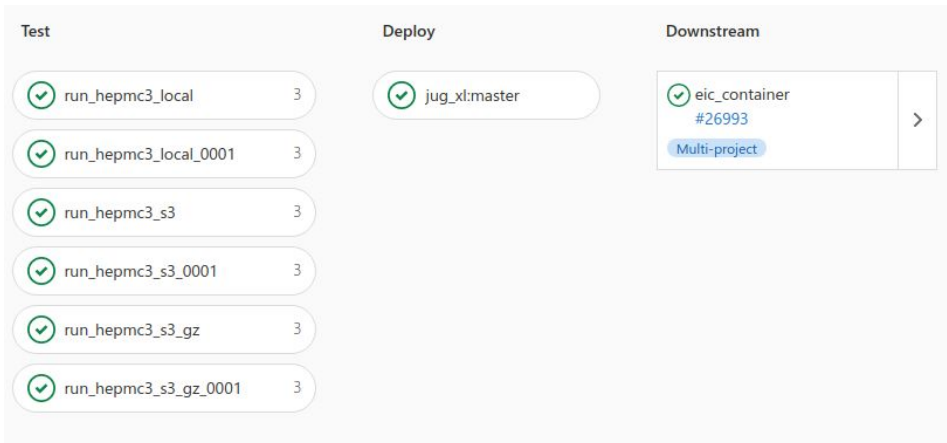 Test
run_hepmc3_local 3
run_hepmc3_local_0001 3
run_hepmc3_s3 3
run_hepmc3_s3_0001 3
run_hepmc3_s3_gz 3
run_hepmc3_s3_gz_0001 3
Deploy
jug_xl:master
Downstream
eic_container
#26993
Multi-project